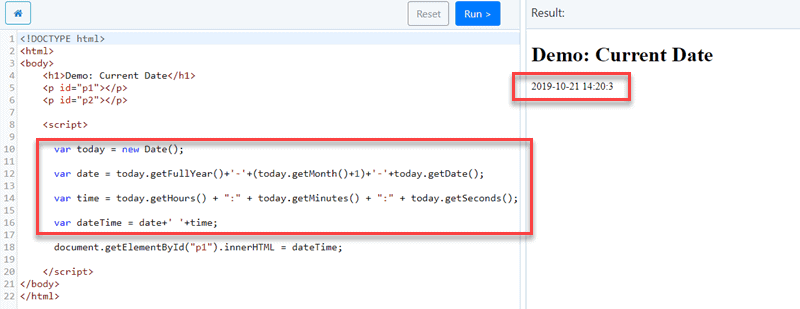 Reset
Run >
Result:
1 <!DOCTYPE html>
2 <html>
3 <body>
4 <h1>Demo: Current Date</h1>
5 <p id="p1"></p>
6 <p id="p2"></p>
7
8 <script>
9
10 var today = new Date();
11
12 var date = today.getFullYear()+'-'+(today.getMonth()+1)+'-'+today.getDate();
13
14 var time = today.getHours() + ":" + today.getMinutes() + ":" + today.getSeconds();
15
16 var dateTime = date+' '+time;
17
18 document.getElementById("p1").innerHTML = dateTime;
19
20 </script>
21 </body>
22 </html>
Demo: Current Date
2019-10-21 14:20:3